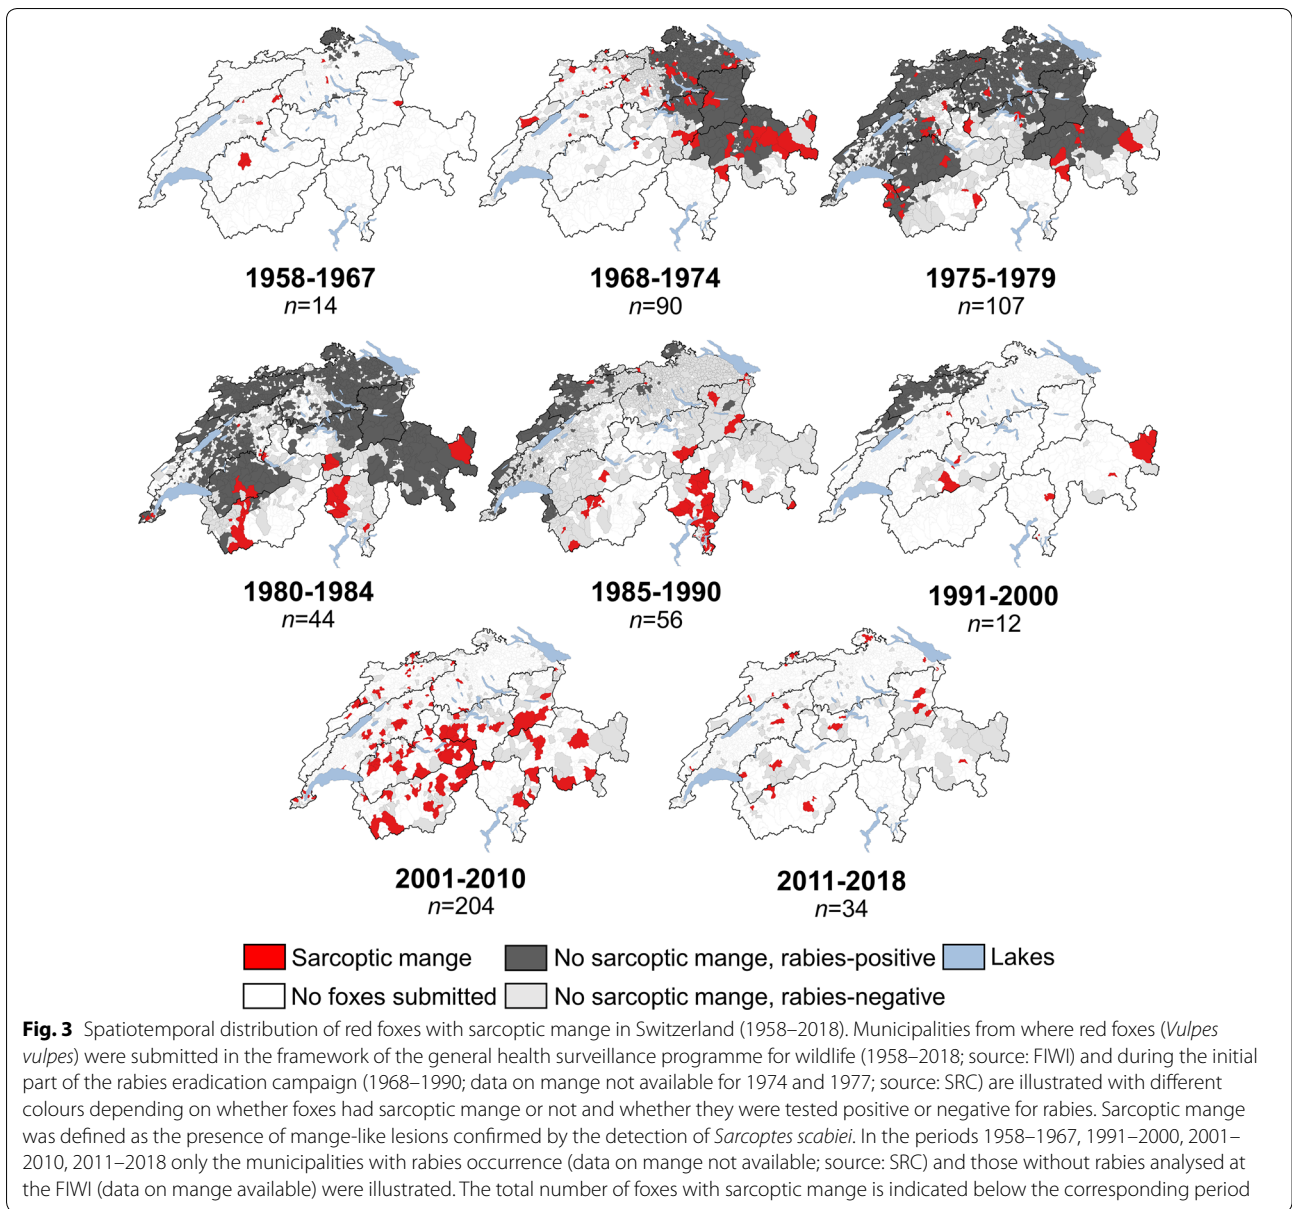 1958-1967
n=14
1968-1974
n=90
1975-1979
n=107
1980-1984
n=44
1985-1990
n=56
1991-2000
n=12
2001-2010
n=204
2011-2018
n=34
Sarcoptic mange
No sarcoptic mange, rabies-positive
Lakes
No foxes submitted
No sarcoptic mange, rabies-negative
Fig. 3 Spatiotemporal distribution of red foxes with sarcoptic mange in Switzerland (1958–2018). Municipalities from where red foxes (Vulpes
vulpes) were submitted in the framework of the general health surveillance programme for wildlife (1958–2018; source: FIWI) and during the initial
part of the rabies eradication campaign (1968–1990; data on mange not available for 1974 and 1977; source: SRC) are illustrated with different
colours depending on whether foxes had sarcoptic mange or not and whether they were tested positive or negative for rabies. Sarcoptic mange
was defined as the presence of mange-like lesions confirmed by the detection of Sarcoptes scabiei. In the periods 1958–1967, 1991–2000, 2001–
2010, 2011–2018 only the municipalities with rabies occurrence (data on mange not available; source: SRC) and those without rabies analysed at
the FIWI (data on mange available) were illustrated. The total number of foxes with sarcoptic mange is indicated below the corresponding period